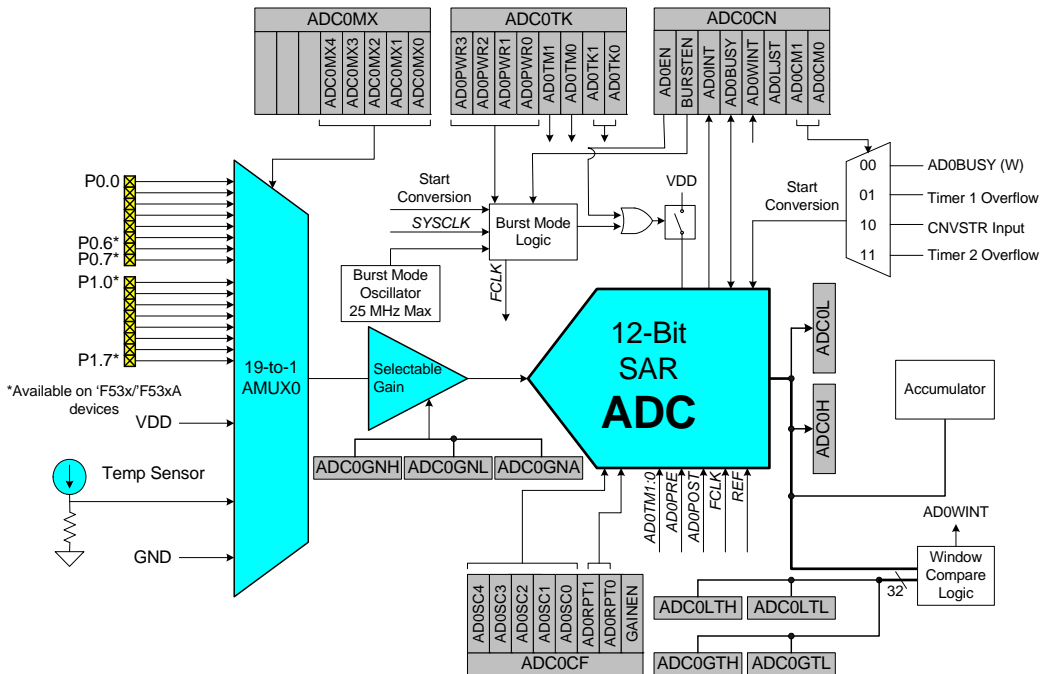 ADC0MX
ADC0MX4
ADC0MX3
ADC0MX2
ADC0MX1
ADC0MX0
ADC0TK
AD0PWR3
AD0PWR2
AD0PWR1
AD0PWR0
AD0TM1
AD0TM0
AD0TK1
AD0TK0
ADC0CN
AD0EN
BURSTEN
AD0INT
AD0BUSY
AD0WINT
AD0LJST
AD0CM1
AD0CM0
P0.0
P0.6*
P0.7*
P1.0*
P1.7*
*Available on ‘F53x/’F53xA
devices
VDD
Temp Sensor
GND
19-to-1
AMUX0
Start
Conversion
SYSCLK
Burst Mode
Logic
Burst Mode
Oscillator
25 MHz Max
FCLK
VDD
Start
Conversion
00
01
10
11
AD0BUSY (W)
Timer 1 Overflow
CNVSTR Input
Timer 2 Overflow
Selectable
Gain
ADC0GNH
ADC0GNL
ADC0GNA
12-Bit
SAR
ADC
ADC0L
ADC0H
Accumulator
AD0TM1:0
AD0PRE
AD0POST
FCLK
REF
AD0WINT
Window
Compare
Logic
32
ADC0LTH
ADC0LTL
ADC0GTH
ADC0GTL
AD0SC4
AD0SC3
AD0SC2
AD0SC1
AD0SC0
AD0RPT1
AD0RPT0
GAINEN
ADC0CF